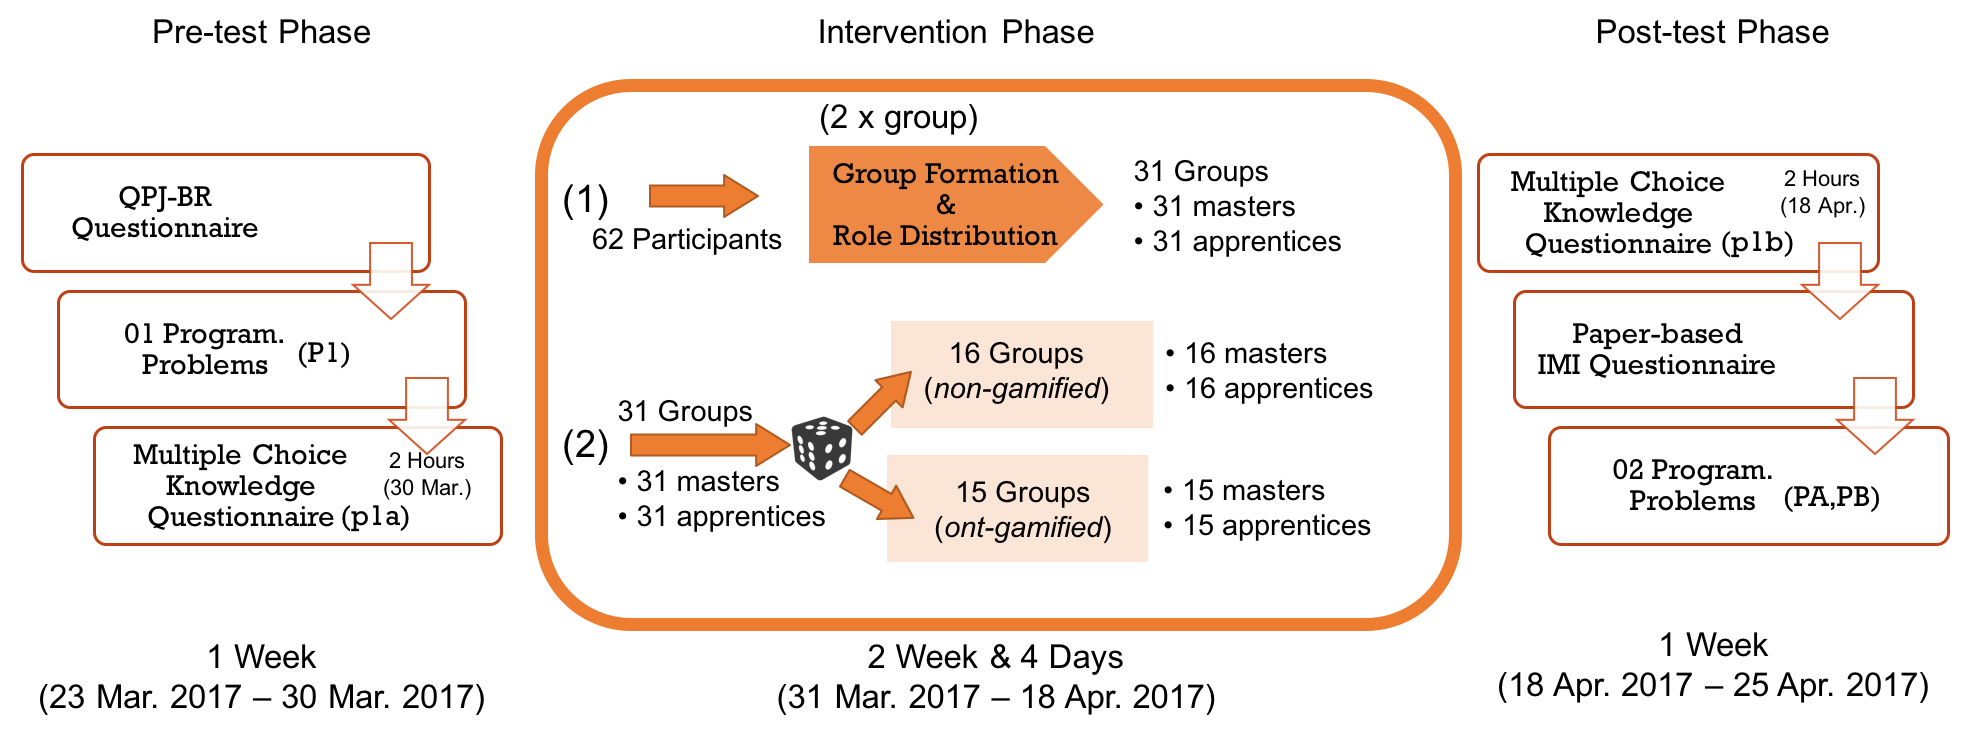 Pre-test Phase
QPJ-BR
Questionnaire
01 Program.
Problems (P1)
Multiple Choice
Knowledge
Questionnaire (p1a)
2 Hours
(30 Mar.)
1 Week
(23 Mar. 2017 – 30 Mar. 2017)
Intervention Phase
(1)
62 Participants
(2 x group)
Group Formation
&
Role Distribution
31 Groups
• 31 masters
• 31 apprentices
(2)
31 Groups
• 31 masters
• 31 apprentices
16 Groups
(non-gamified)
• 16 masters
• 16 apprentices
15 Groups
(ont-gamified)
• 15 masters
• 15 apprentices
2 Week & 4 Days
(31 Mar. 2017 – 18 Apr. 2017)
Post-test Phase
Multiple Choice
Knowledge
Questionnaire (p1b)
2 Hours
(18 Apr.)
Paper-based
IMI Questionnaire
02 Program.
Problems (PA,PB)
1 Week
(18 Apr. 2017 – 25 Apr. 2017)